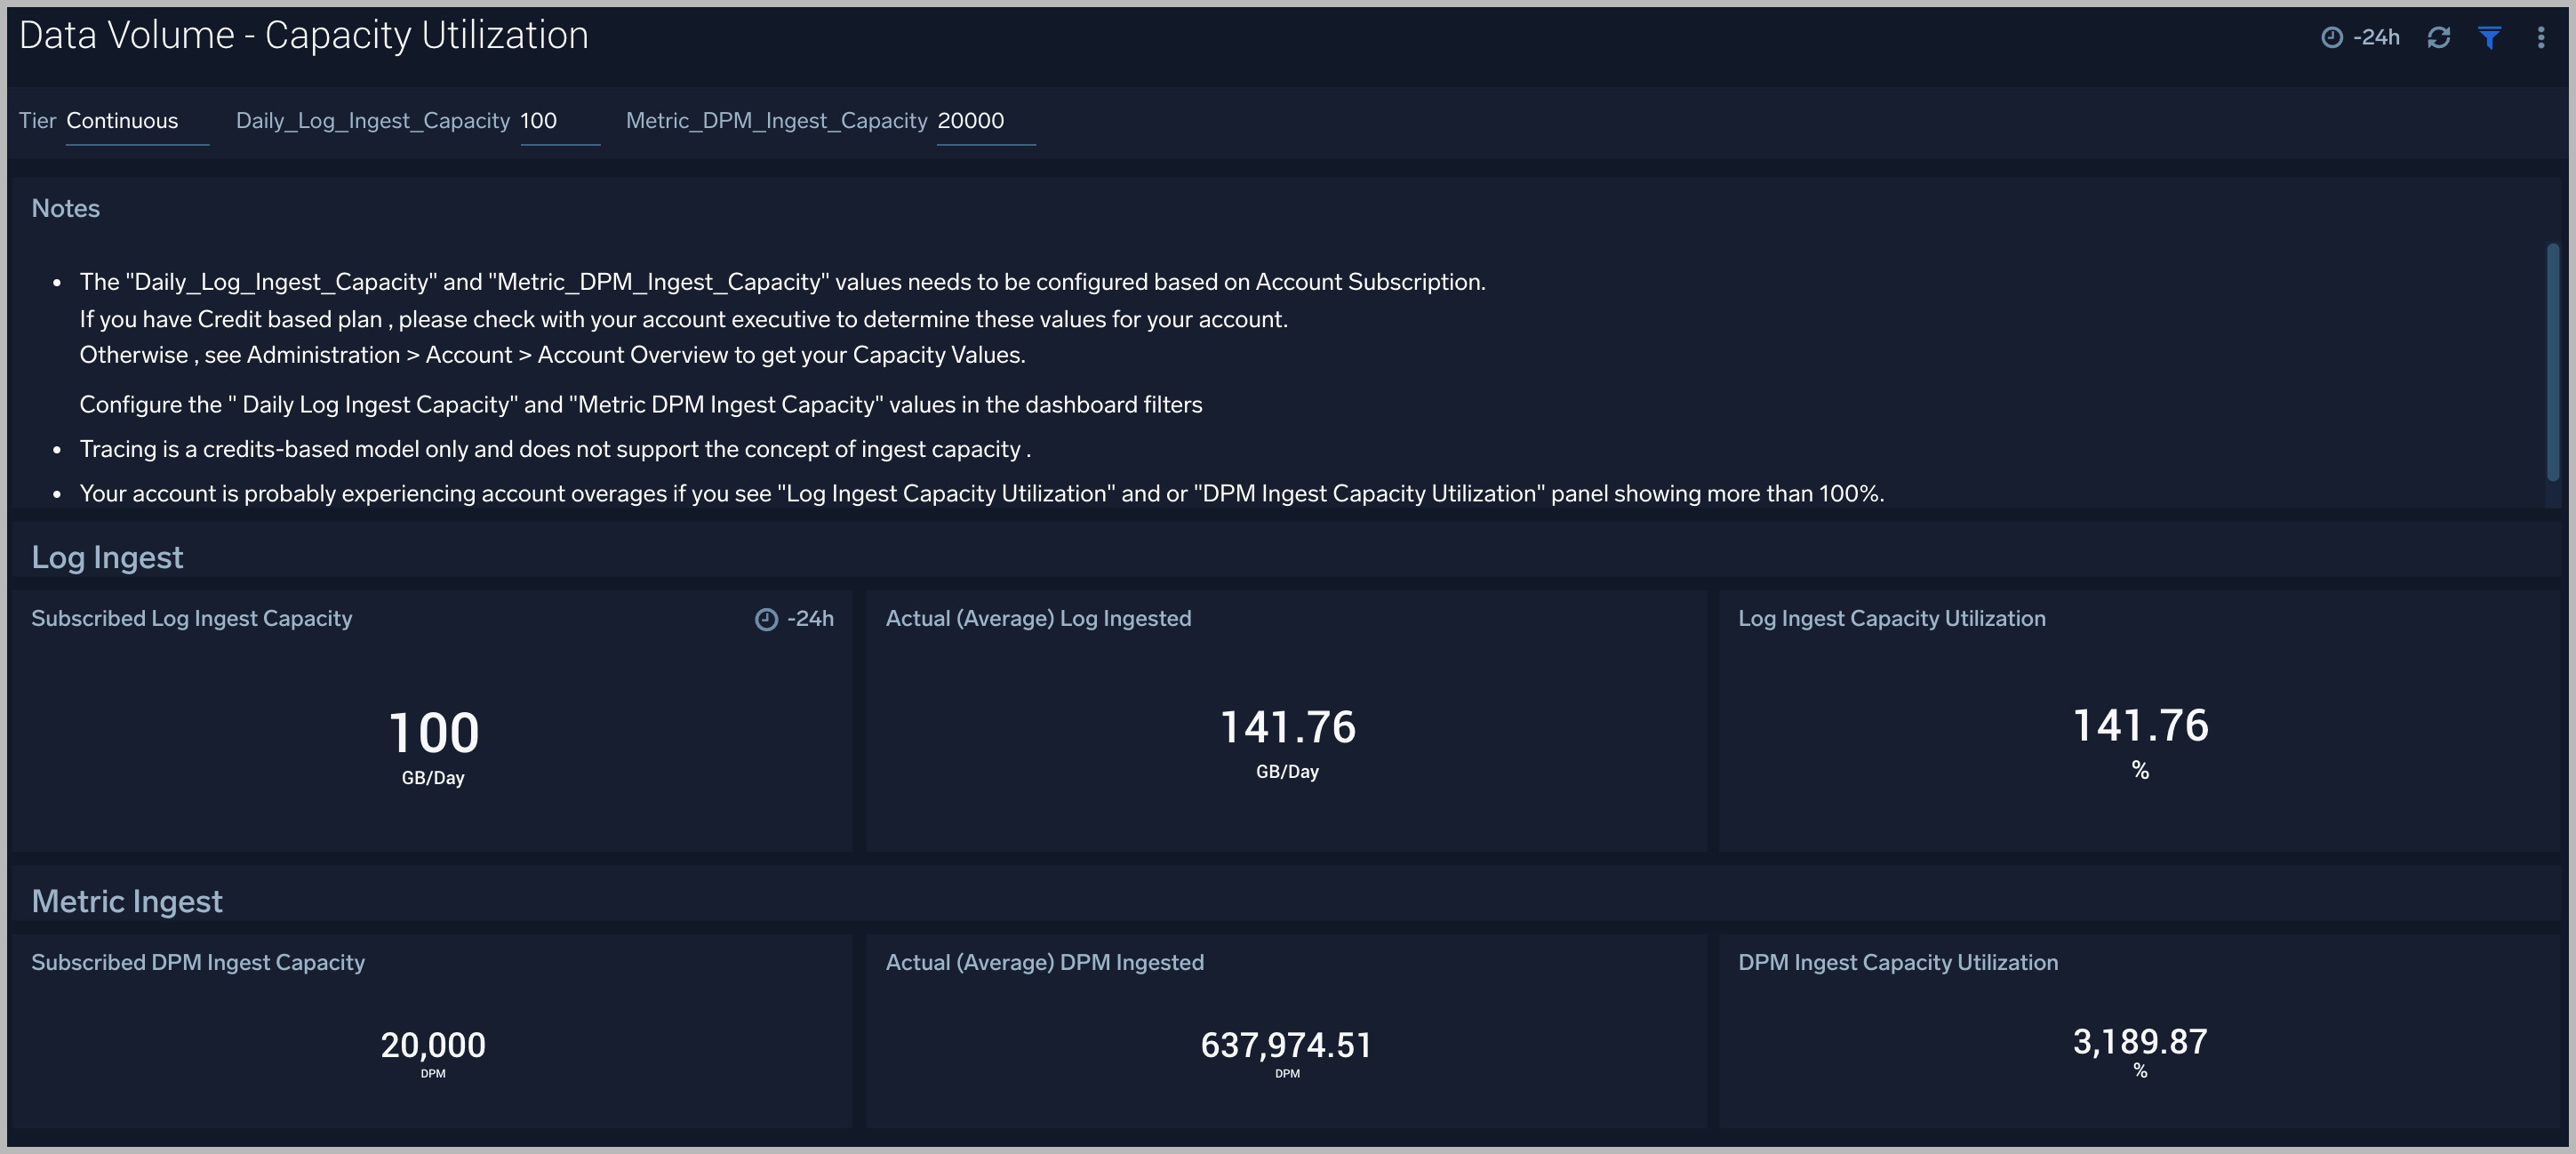 Data Volume - Capacity Utilization
-24h
Tier Continuous Daily_Log_Ingest_Capacity 100 Metric_DPM_Ingest_Capacity 20000
Notes
• The "Daily_Log_Ingest_Capacity" and "Metric_DPM_Ingest_Capacity" values needs to be configured based on Account Subscription.
If you have Credit based plan , please check with your account executive to determine these values for your account.
Otherwise , see Administration > Account > Account Overview to get your Capacity Values.
Configure the " Daily Log Ingest Capacity" and "Metric DPM Ingest Capacity" values in the dashboard filters
• Tracing is a credits-based model only and does not support the concept of ingest capacity .
• Your account is probably experiencing account overages if you see "Log Ingest Capacity Utilization" and or "DPM Ingest Capacity Utilization" panel showing more than 100%.
Log Ingest
Subscribed Log Ingest Capacity
-24h
100
GB/Day
Actual (Average) Log Ingested
141.76
GB/Day
Log Ingest Capacity Utilization
141.76
%
Metric Ingest
Subscribed DPM Ingest Capacity
20,000
DPM
Actual (Average) DPM Ingested
637,974.51
DPM
DPM Ingest Capacity Utilization
3,189.87
%